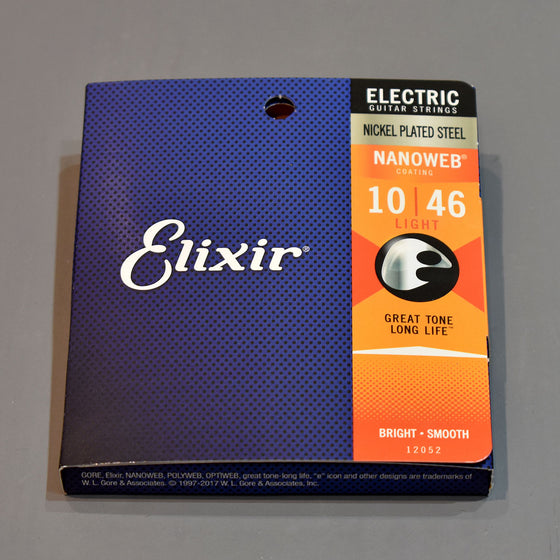 ELECTRIC
GUITAR STRINGS
NICKEL PLATED STEEL
NANOWEB®
COATING
10 | 46
LIGHT
Elixir®
e
GREAT TONE
LONG LIFE™
BRIGHT • SMOOTH
12052
GORE, Elixir, NANOWEB, POLYWEB, OPTIWEB, great tone-long life, "e" icon and other designs are trademarks of
W. L. Gore & Associates. © 1997-2017 W. L. Gore & Associates, Inc.